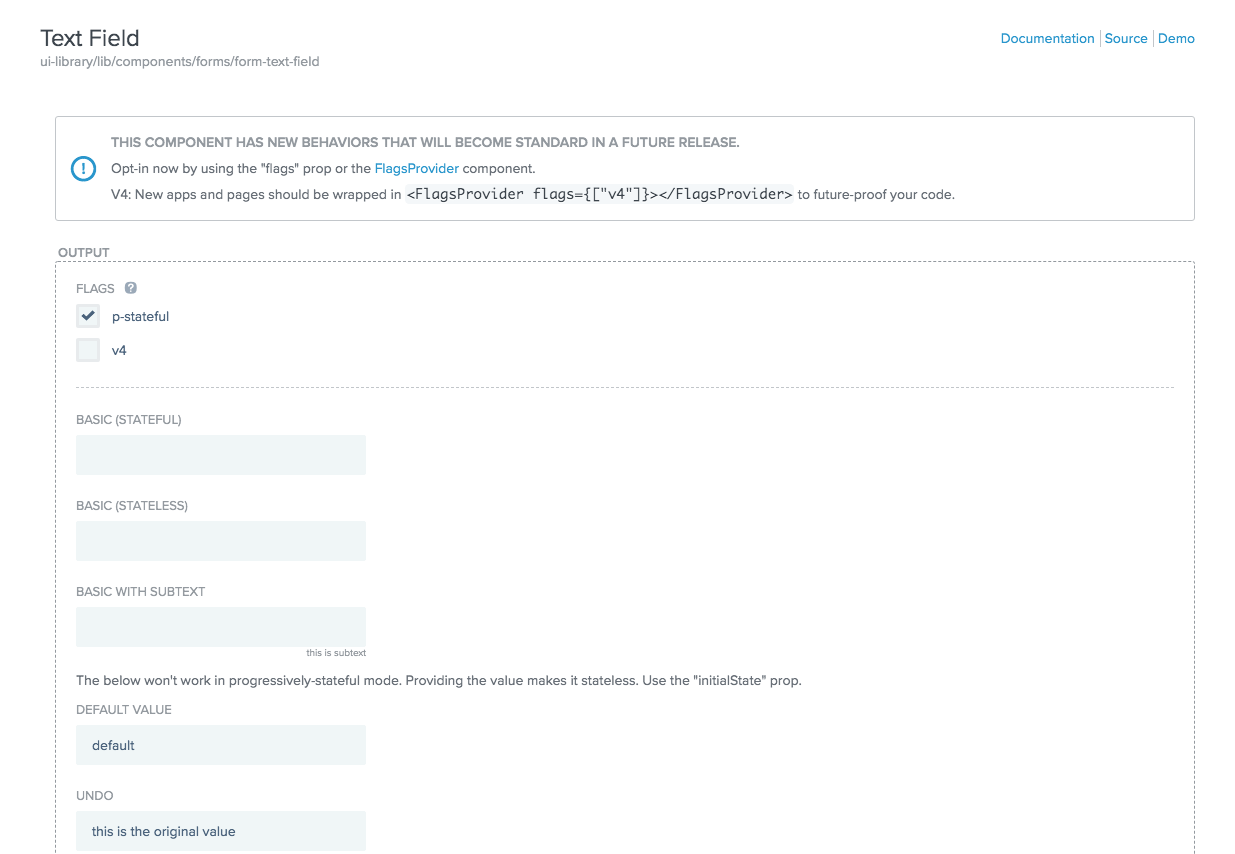 Text Field
Documentation Source Demo
ui-library/lib/components/forms/form-text-field
THIS COMPONENT HAS NEW BEHAVIORS THAT WILL BECOME STANDARD IN A FUTURE RELEASE.
Opt-in now by using the "flags" prop or the FlagsProvider component.
V4: New apps and pages should be wrapped in <FlagsProvider flags={["v4"]}></FlagsProvider> to future-proof your code.
OUTPUT
FLAGS ?
p-stateful
v4
BASIC (STATEFUL)
BASIC (STATELESS)
BASIC WITH SUBTEXT
this is subtext
The below won't work in progressively-stateful mode. Providing the value makes it stateless. Use the "initialState" prop.
DEFAULT VALUE
default
UNDO
this is the original value